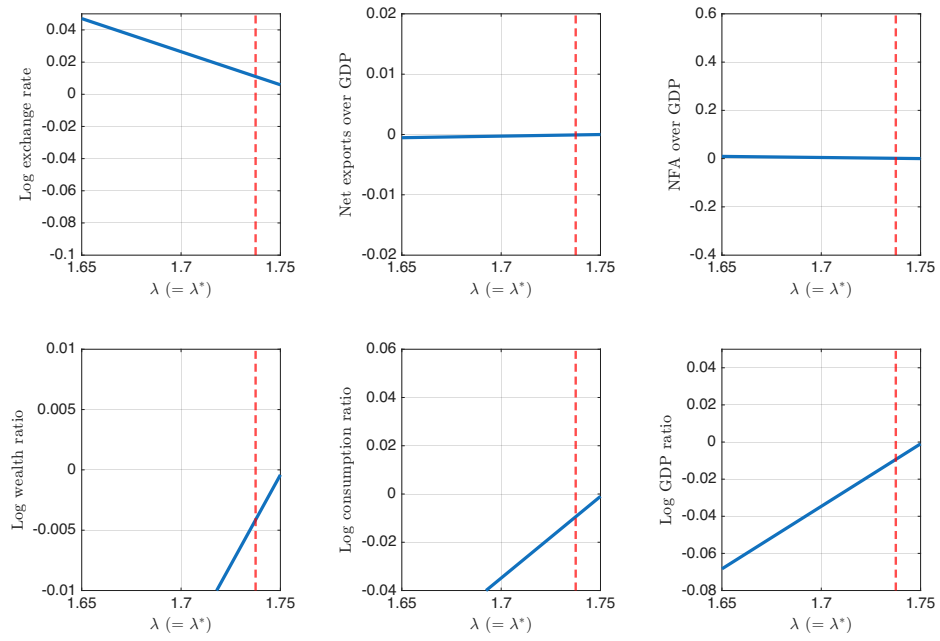 Log exchange rate
0.04
0.02
0
-0.02
-0.04
-0.06
-0.08
-0.1
1.65 1.7 1.75
λ (= λ*)
Net exports over GDP
0.02
0.01
0
-0.01
-0.02
1.65 1.7 1.75
λ (= λ*)
NFA over GDP
0.6
0.4
0.2
0
-0.2
-0.4
1.65 1.7 1.75
λ (= λ*)
Log wealth ratio
0.01
0.005
0
-0.005
-0.01
1.65 1.7 1.75
λ (= λ*)
Log consumption ratio
0.06
0.04
0.02
0
-0.02
-0.04
1.65 1.7 1.75
λ (= λ*)
Log GDP ratio
0.04
0.02
0
-0.02
-0.04
-0.06
-0.08
1.65 1.7 1.75
λ (= λ*)